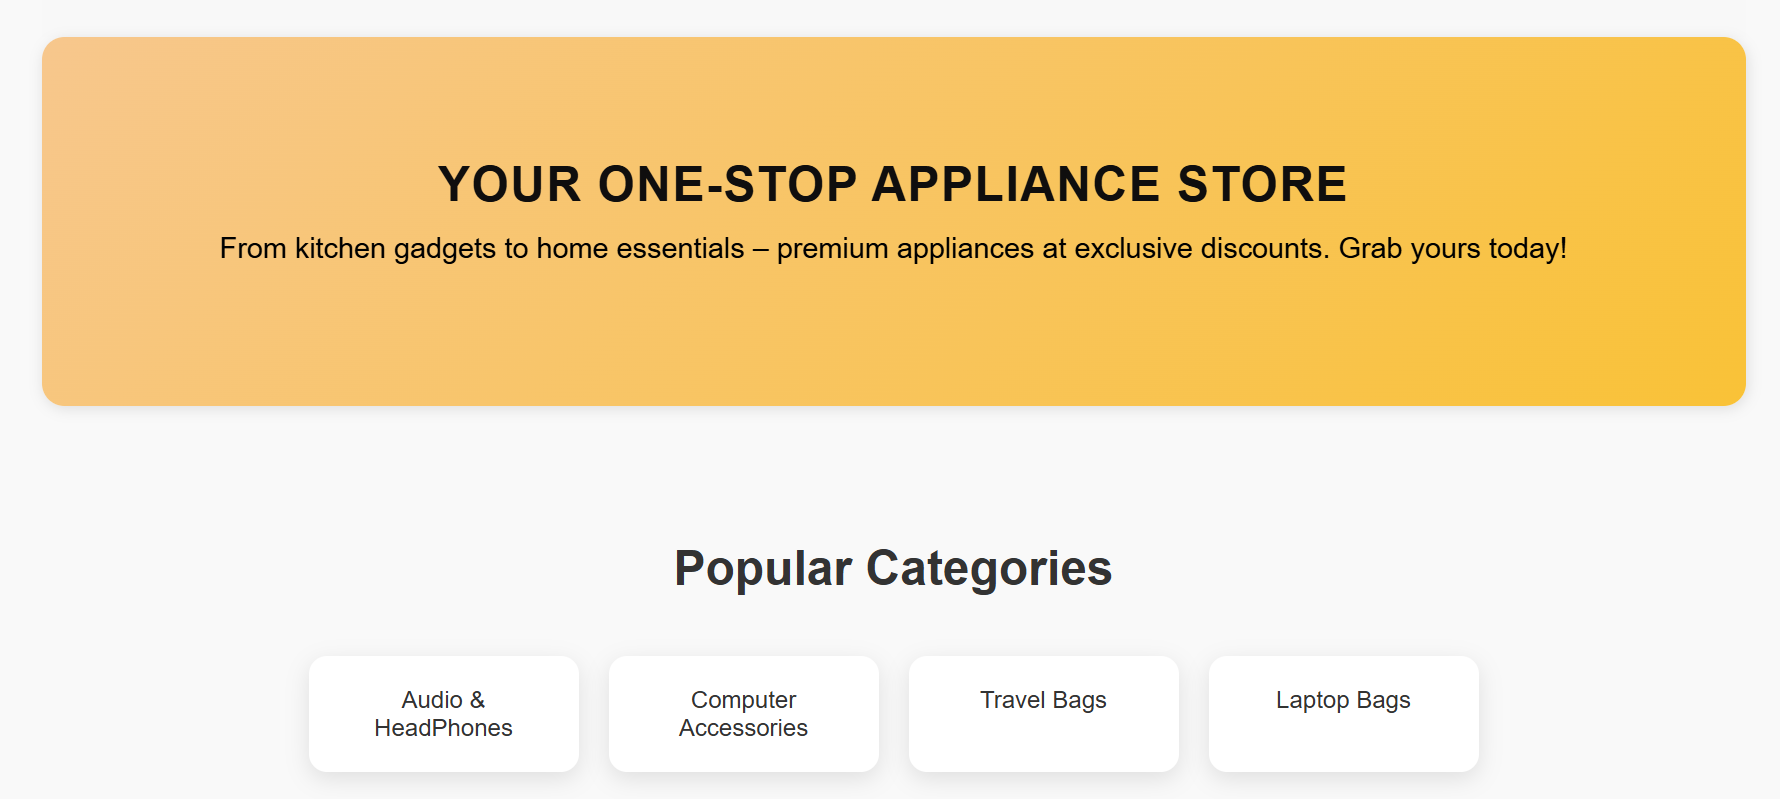 YOUR ONE-STOP APPLIANCE STORE
From kitchen gadgets to home essentials – premium appliances at exclusive discounts. Grab yours today!
Popular Categories
Audio &
HeadPhones
Computer
Accessories
Travel Bags
Laptop Bags